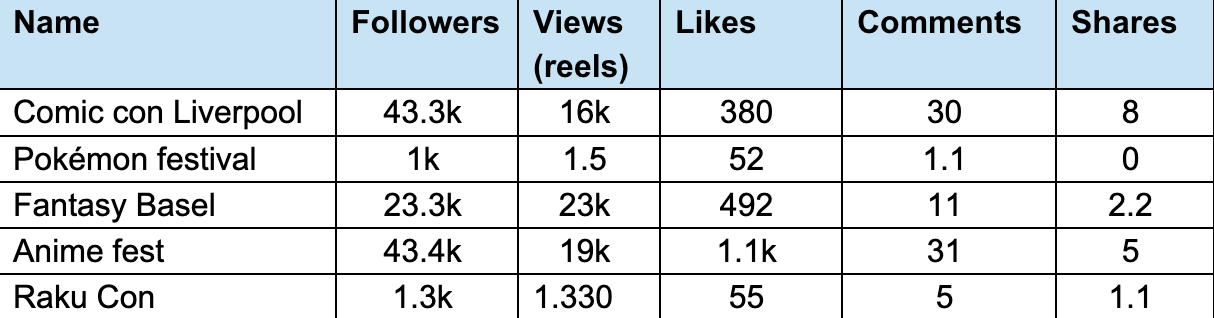 Name Followers Views (reels) Likes Comments Shares
Comic con Liverpool 43.3k 16k 380 30 8
Pokémon festival 1k 1.5 52 1.1 0
Fantasy Basel 23.3k 23k 492 11 2.2
Anime fest 43.4k 19k 1.1k 31 5
Raku Con 1.3k 1.330 55 5 1.1